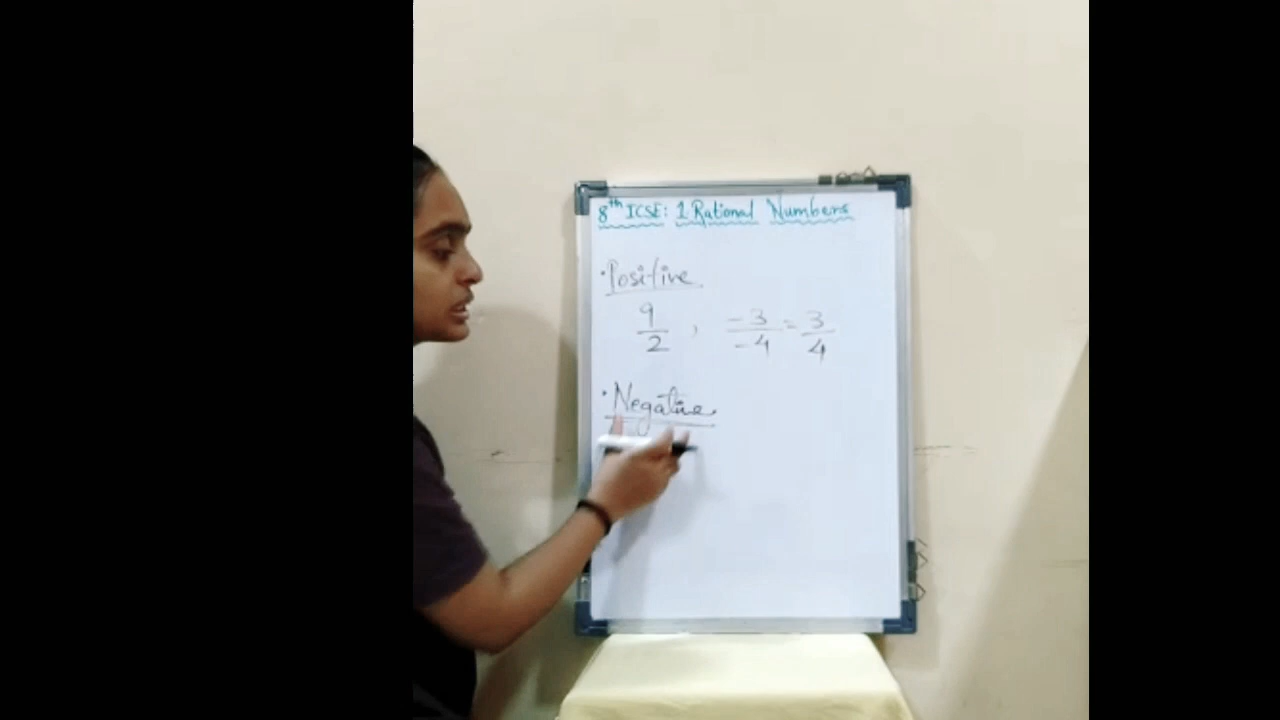 8th ICSE: 1 Rational Numbers
· Positive
9/2 , -3/-4 = 3/4
· Negative